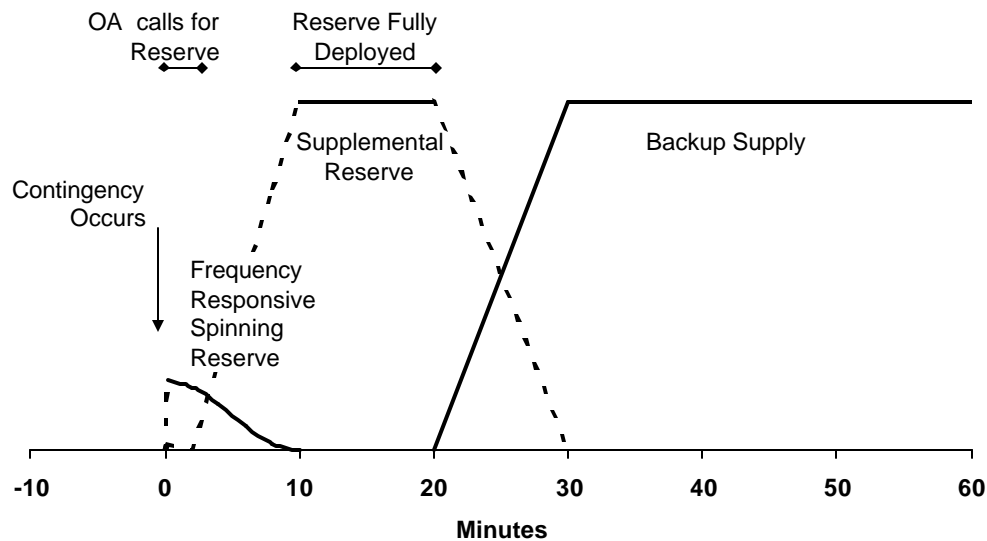 OA calls for
Reserve
Reserve Fully
Deployed
Supplemental
Reserve
Backup Supply
Contingency
Occurs
Frequency
Responsive
Spinning
Reserve
-10 0 10 20 30 40 50 60
Minutes